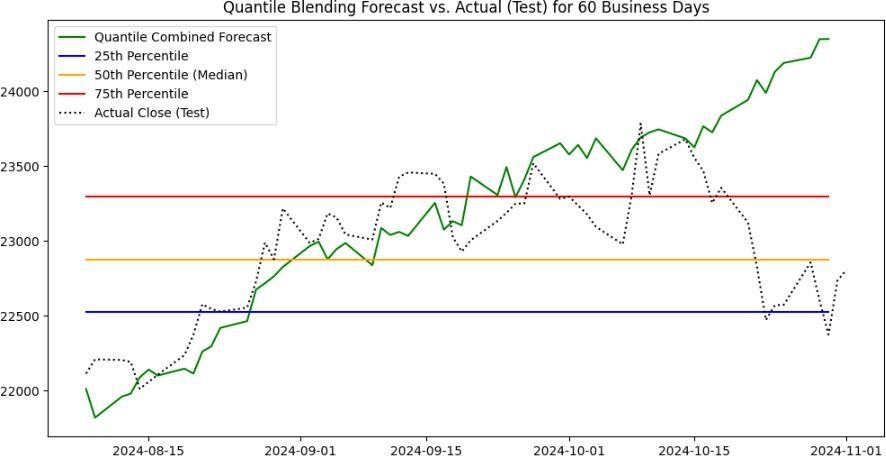 Quantile Blending Forecast vs. Actual (Test) for 60 Business Days
Quantile Combined Forecast
25th Percentile
50th Percentile (Median)
75th Percentile
Actual Close (Test)
24000
23500
23000
22500
22000
2024-08-15
2024-09-01
2024-09-15
2024-10-01
2024-10-15
2024-11-01